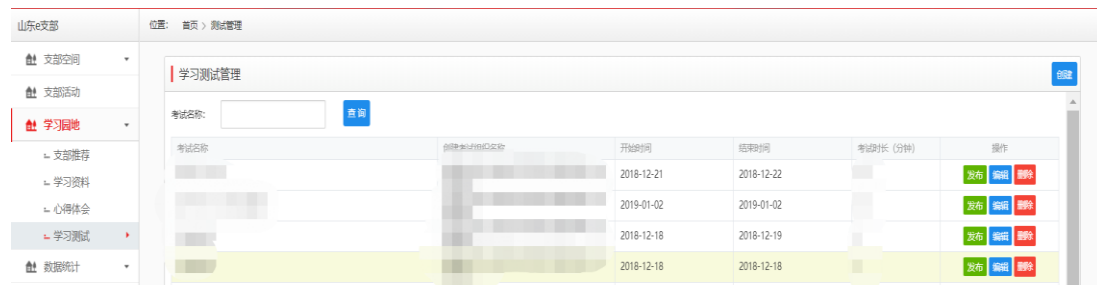 山东e支部
位置： 首页 > 测试管理
支部空间
支部活动
学习园地
支部推荐
学习资料
心得体会
学习测试
数据统计
学习测试管理
创建
考试名称：
查询
考试名称 创建考试组织名称 开始时间 结束时间 考试时长（分钟） 操作
2018-12-21 2018-12-22 发布 编辑 删除
2019-01-02 2019-01-02 发布 编辑 删除
2018-12-18 2018-12-19 发布 编辑 删除
2018-12-18 2018-12-18 发布 编辑 删除